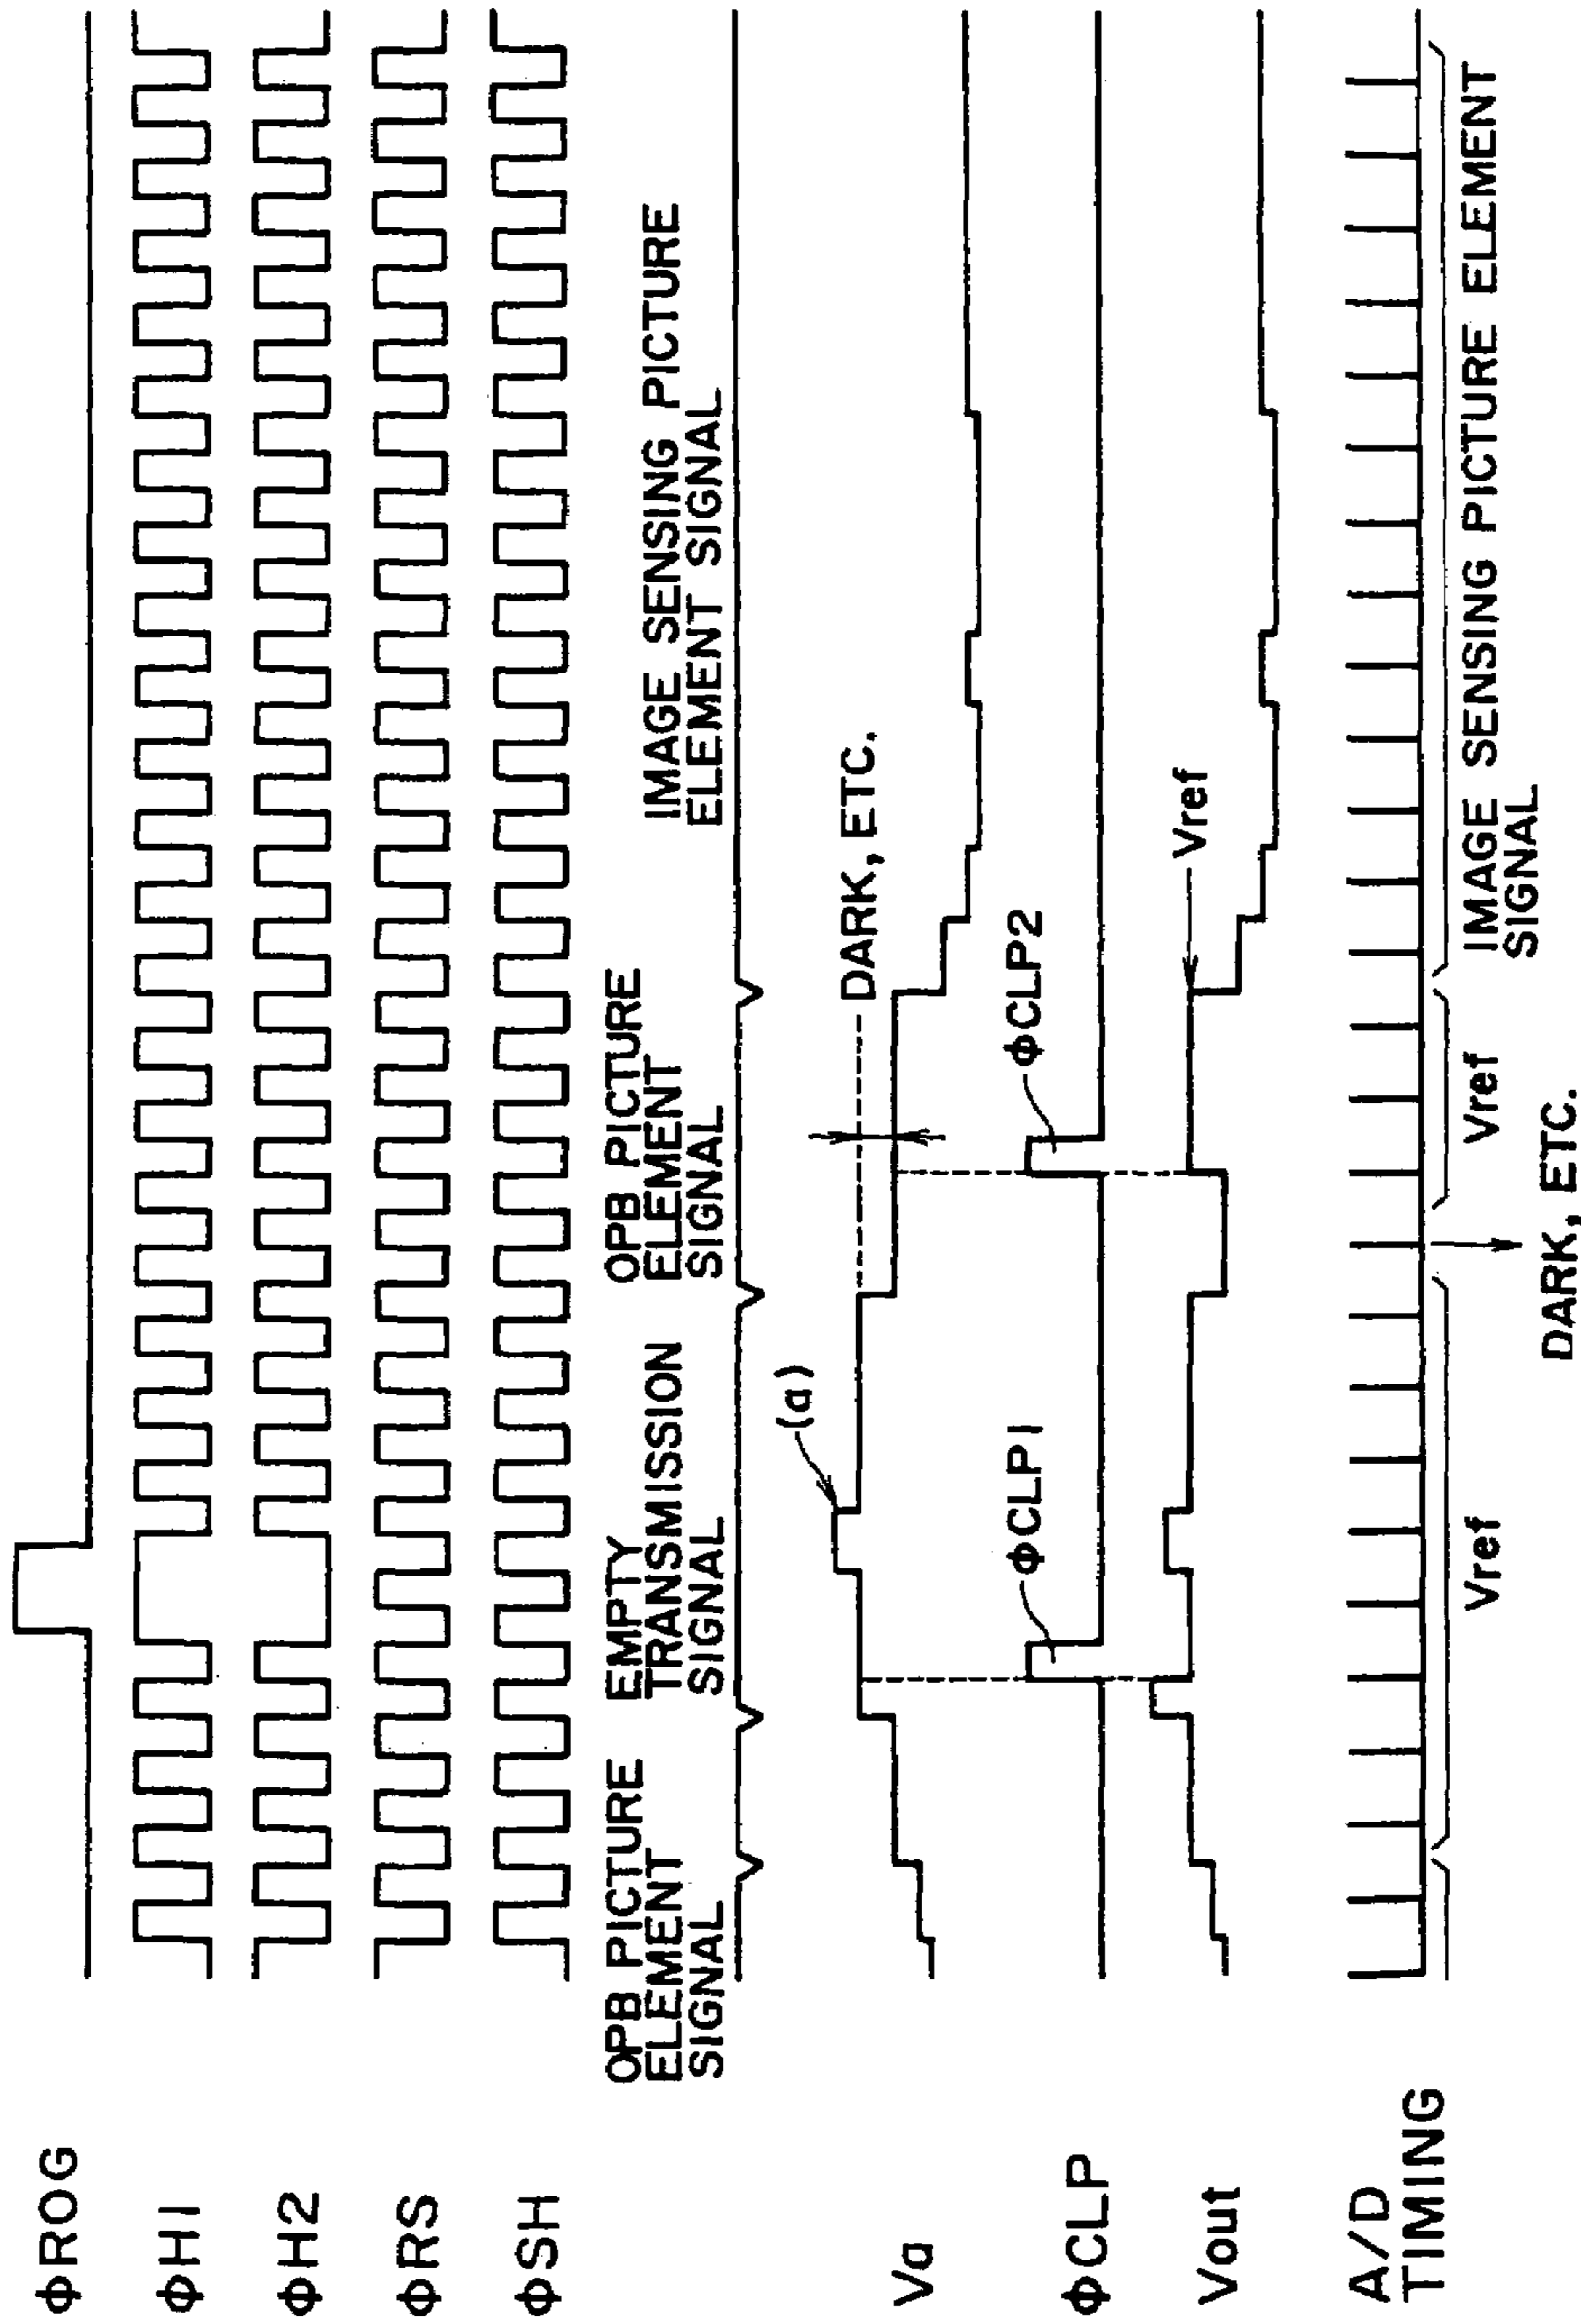 ΦROG
ΦH1
ΦH2
ΦRS
ΦSH
OPB PICTURE
ELEMENT
SIGNAL
EMPTY
TRANSMISSION
SIGNAL
OPB PICTURE
ELEMENT
SIGNAL
IMAGE SENSING PICTURE
ELEMENT SIGNAL
Va
(a)
DARK, ETC.
ΦCLP
ΦCLP1
ΦCLP2
Vout
Vref
A/D
TIMING
Vref
DARK, ETC.
Vref
IMAGE SENSING PICTURE ELEMENT
SIGNAL